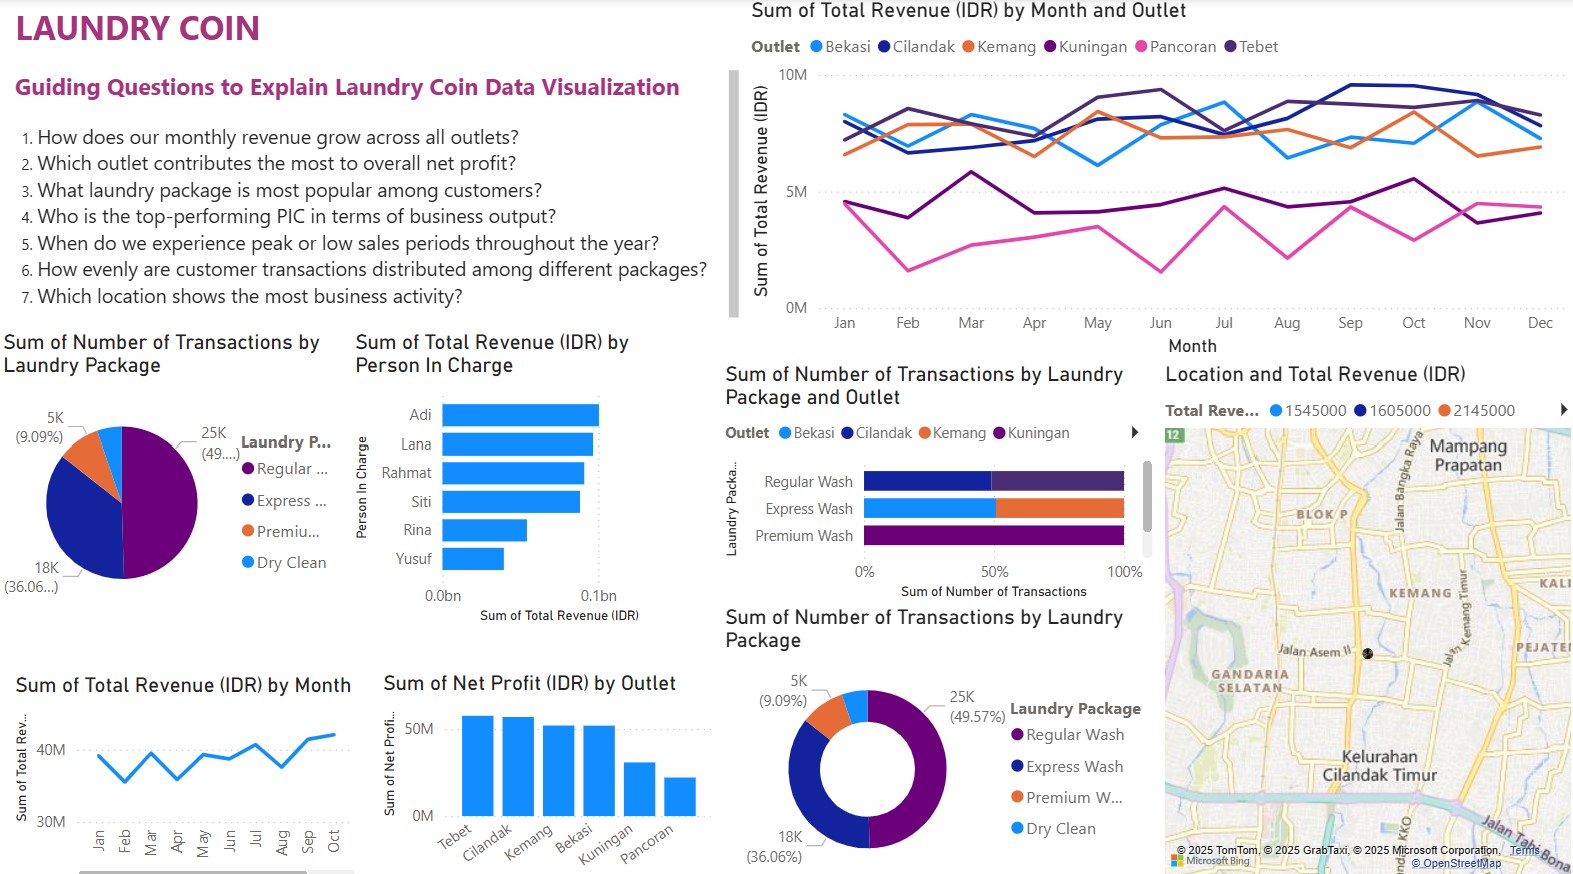 LAUNDRY COIN
Guiding Questions to Explain Laundry Coin Data Visualization
1. How does our monthly revenue grow across all outlets?
2. Which outlet contributes the most to overall net profit?
3. What laundry package is most popular among customers?
4. Who is the top-performing PIC in terms of business output?
5. When do we experience peak or low sales periods throughout the year?
6. How evenly are customer transactions distributed among different packages?
7. Which location shows the most business activity?
Sum of Total Revenue (IDR) by Month and Outlet
Outlet Bekasi Cilandak Kemang Kuningan Pancoran Tebet
Sum of Total Revenue (IDR)
10M
5M
0M
Jan Feb Mar Apr May Jun Jul Aug Sep Oct Nov Dec
Month
Sum of Number of Transactions by
Laundry Package
5K
(9.09%)
25K
(49....)
18K
(36.06...)
Laundry P...
Regular ...
Express ...
Premiu...
Dry Clean
Sum of Total Revenue (IDR) by
Person In Charge
Person In Charge
Adi
Lana
Rahmat
Siti
Rina
Yusuf
0.0bn 0.1bn
Sum of Total Revenue (IDR)
Sum of Number of Transactions by Laundry
Package and Outlet
Outlet Bekasi Cilandak Kemang Kuningan
Laundry Packa...
Regular Wash
Express Wash
Premium Wash
0% 50% 100%
Sum of Number of Transactions
Location and Total Revenue (IDR)
Total Reve... 1545000 1605000 2145000
12
Mampang
Prapatan
Jalan Bangka Raya
BLOK P
KEMANG
Jalan Kemang Timur
Jalan Asem II
GANDARIA
SELATAN
Kelurahan
Cilandak Timur
© 2025 TomTom, © 2025 GrabTaxi, © 2025 Microsoft Corporation, Terms
Microsoft Bing
© OpenStreetMap
Sum of Total Revenue (IDR) by Month
Sum of Total Rev...
40M
30M
Jan Feb Mar Apr May Jun Jul Aug Sep Oct
Sum of Net Profit (IDR) by Outlet
Sum of Net Profi...
50M
0M
Tebet Cilandak Kemang Bekasi Kuningan Pancoran
Sum of Number of Transactions by Laundry
Package
5K
(9.09%)
25K
(49.57%)
18K
(36.06%)
Laundry Package
Regular Wash
Express Wash
Premium W...
Dry Clean